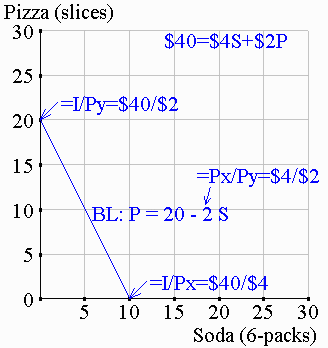 Pizza (slices)
30
$40=$4S+$2P
25
=I/Py=$40/$2
20
15
=Px/Py=$4/$2
10
BL: P = 20 - 2 S
5
=I/Px=$40/$4
0
5 10 15 20 25 30
Soda (6-packs)